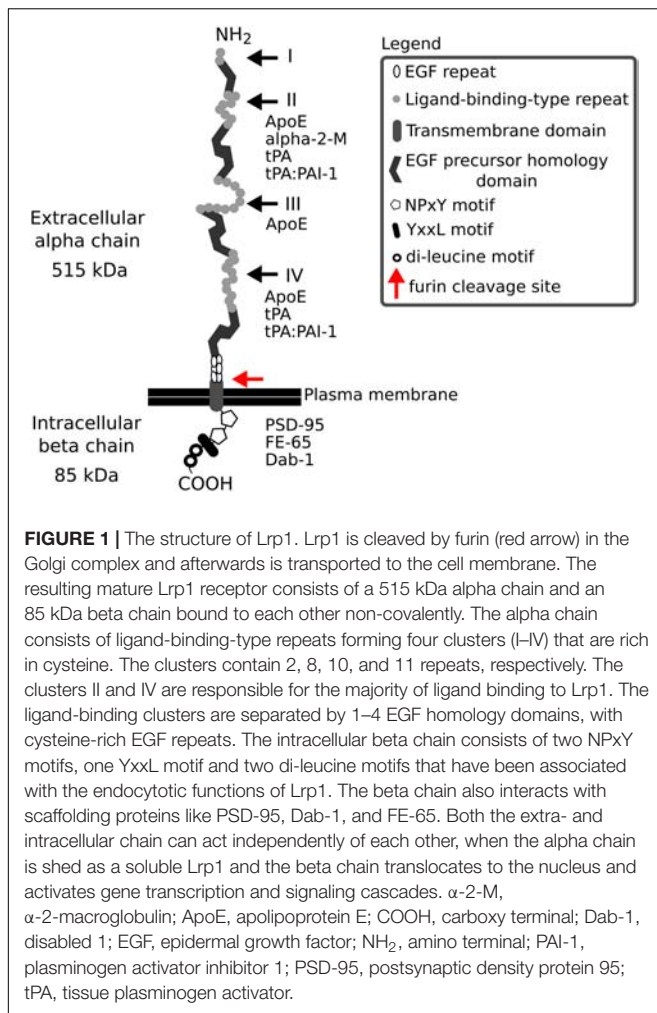 NH2
I
II
ApoE
alpha-2-M
tPA
tPA:PAI-1
III
ApoE
IV
ApoE
tPA
tPA:PAI-1
Extracellular
alpha chain
515 kDa
Legend
EGF repeat
Ligand-binding-type repeat
Transmembrane domain
EGF precursor homology
domain
NPxY motif
YxxL motif
di-leucine motif
furin cleavage site
Plasma membrane
Intracellular
beta chain
85 kDa
PSD-95
FE-65
Dab-1
COOH
FIGURE 1 | The structure of Lrp1. Lrp1 is cleaved by furin (red arrow) in the
Golgi complex and afterwards is transported to the cell membrane. The
resulting mature Lrp1 receptor consists of a 515 kDa alpha chain and an
85 kDa beta chain bound to each other non-covalently. The alpha chain
consists of ligand-binding-type repeats forming four clusters (I–IV) that are rich
in cysteine. The clusters contain 2, 8, 10, and 11 repeats, respectively. The
clusters II and IV are responsible for the majority of ligand binding to Lrp1. The
ligand-binding clusters are separated by 1–4 EGF homology domains, with
cysteine-rich EGF repeats. The intracellular beta chain consists of two NPxY
motifs, one YxxL motif and two di-leucine motifs that have been associated
with the endocytotic functions of Lrp1. The beta chain also interacts with
scaffolding proteins like PSD-95, Dab-1, and FE-65. Both the extra- and
intracellular chain can act independently of each other, when the alpha chain
is shed as a soluble Lrp1 and the beta chain translocates to the nucleus and
activates gene transcription and signaling cascades. α-2-M,
α-2-macroglobulin; ApoE, apolipoprotein E; COOH, carboxy terminal; Dab-1,
disabled 1; EGF, epidermal growth factor; NH2, amino terminal; PAI-1,
plasminogen activator inhibitor 1; PSD-95, postsynaptic density protein 95;
tPA, tissue plasminogen activator.